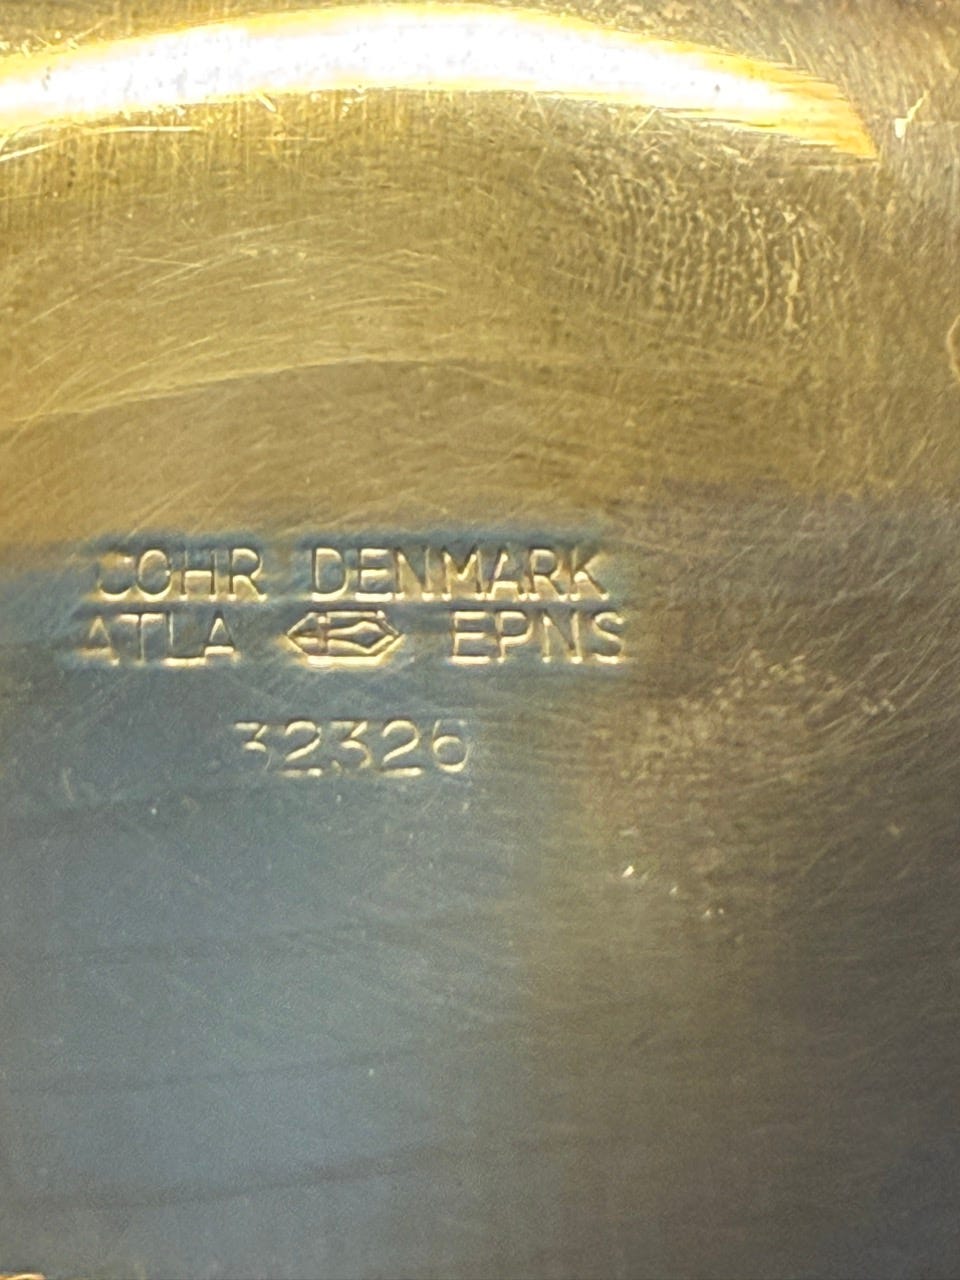 COHR DENMARK
ATLA EPNS
32326